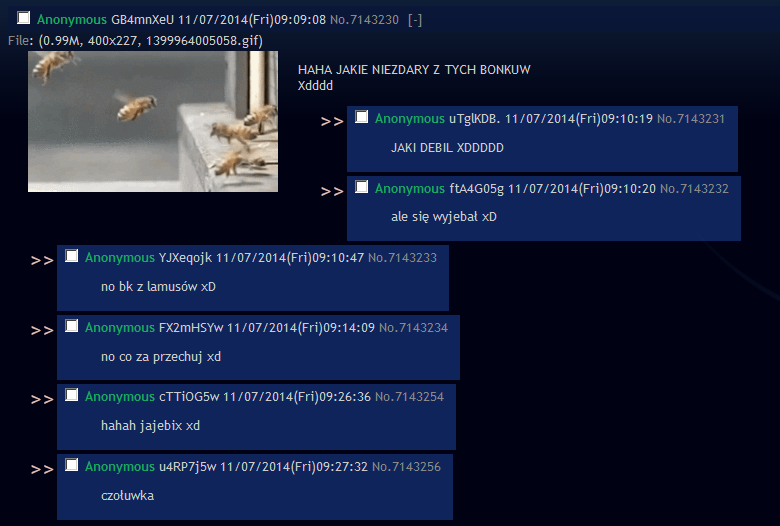 Anonymous GB4mnXeU 11/07/2014(Fri)09:09:08 No.7143230 [-]
File: (0.99M, 400x227, 1399964005058.gif)
HAHA JAKIE NIEZDARY Z TYCH BONKUW
Xdddd
>> Anonymous uTglKDB. 11/07/2014(Fri)09:10:19 No.7143231
JAKI DEBIL XDDDDD
>> Anonymous ftA4G05g 11/07/2014(Fri)09:10:20 No.7143232
ale się wyjebał xD
>> Anonymous YJXeqojk 11/07/2014(Fri)09:10:47 No.7143233
no bk z lamusów xD
>> Anonymous FX2mHSYw 11/07/2014(Fri)09:14:09 No.7143234
no co za przechuj xd
>> Anonymous cTTiOG5w 11/07/2014(Fri)09:26:36 No.7143254
hahah jajebix xd
>> Anonymous u4RP7j5w 11/07/2014(Fri)09:27:32 No.7143256
czołuwka